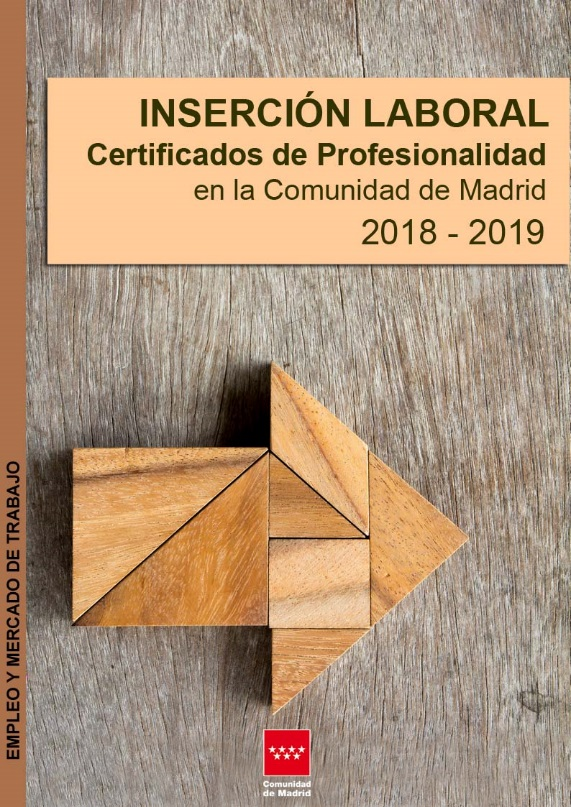 INSERCIÓN LABORAL
Certificados de Profesionalidad
en la Comunidad de Madrid
2018 - 2019
EMPLEO Y MERCADO DE TRABAJO
Comunidad
de Madrid